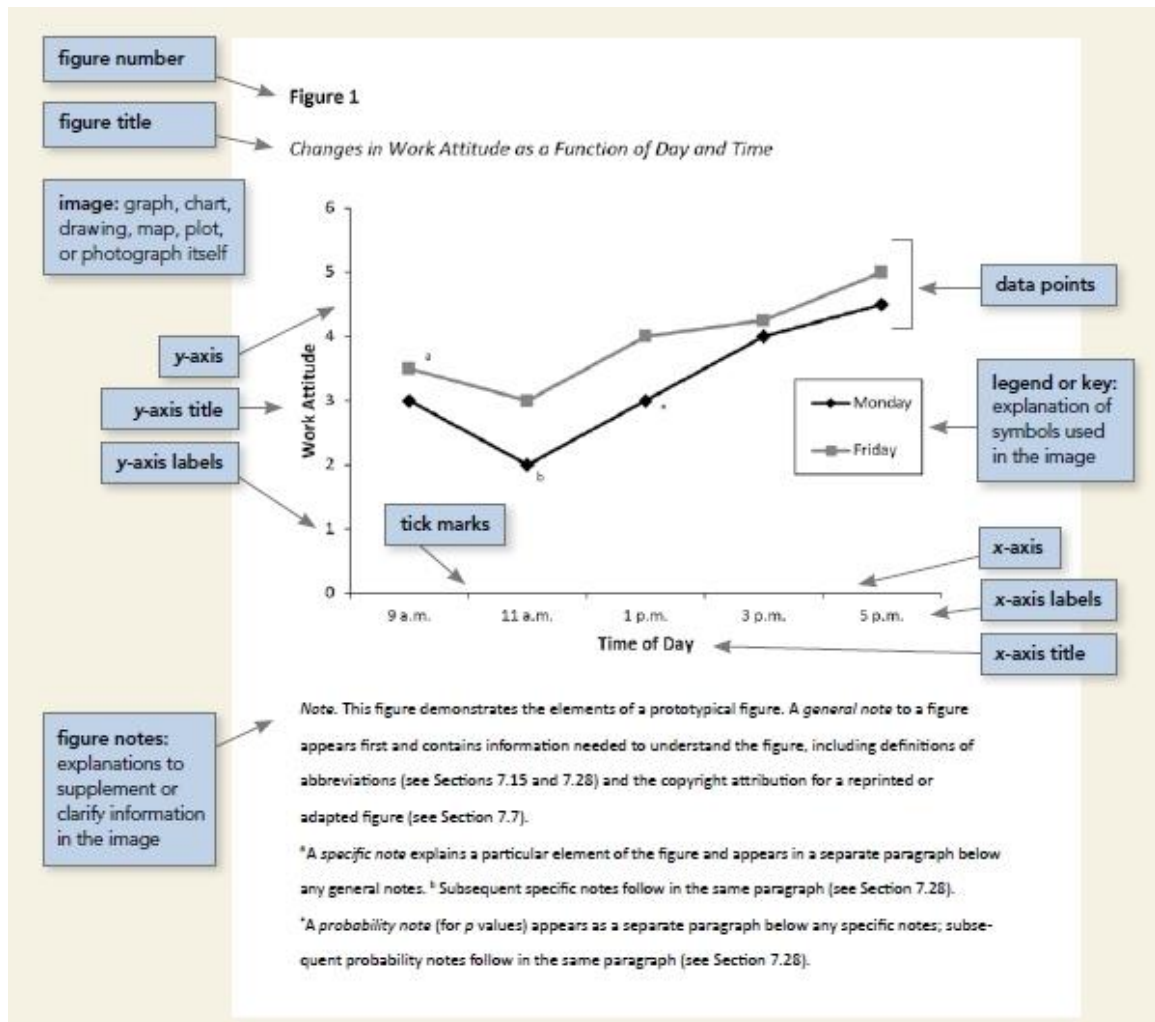 figure number
Figure 1
figure title
Changes in Work Attitude as a Function of Day and Time
image: graph, chart,
drawing, map, plot,
or photograph itself
6
5
4
3
2
1
0
data points
y-axis
y-axis title
y-axis labels
Work Attitude
a
b
*
Monday
Friday
legend or key:
explanation of
symbols used
in the image
tick marks
x-axis
9 a.m. 11 a.m. 1 p.m. 3 p.m. 5 p.m.
x-axis labels
Time of Day
x-axis title
figure notes:
explanations to
supplement or
clarify information
in the image
Note. This figure demonstrates the elements of a prototypical figure. A general note to a figure
appears first and contains information needed to understand the figure, including definitions of
abbreviations (see Sections 7.15 and 7.28) and the copyright attribution for a reprinted or
adapted figure (see Section 7.7).
ᵃA specific note explains a particular element of the figure and appears in a separate paragraph below
any general notes. ᵇ Subsequent specific notes follow in the same paragraph (see Section 7.28).
*A probability note (for p values) appears as a separate paragraph below any specific notes; subse-
quent probability notes follow in the same paragraph (see Section 7.28).